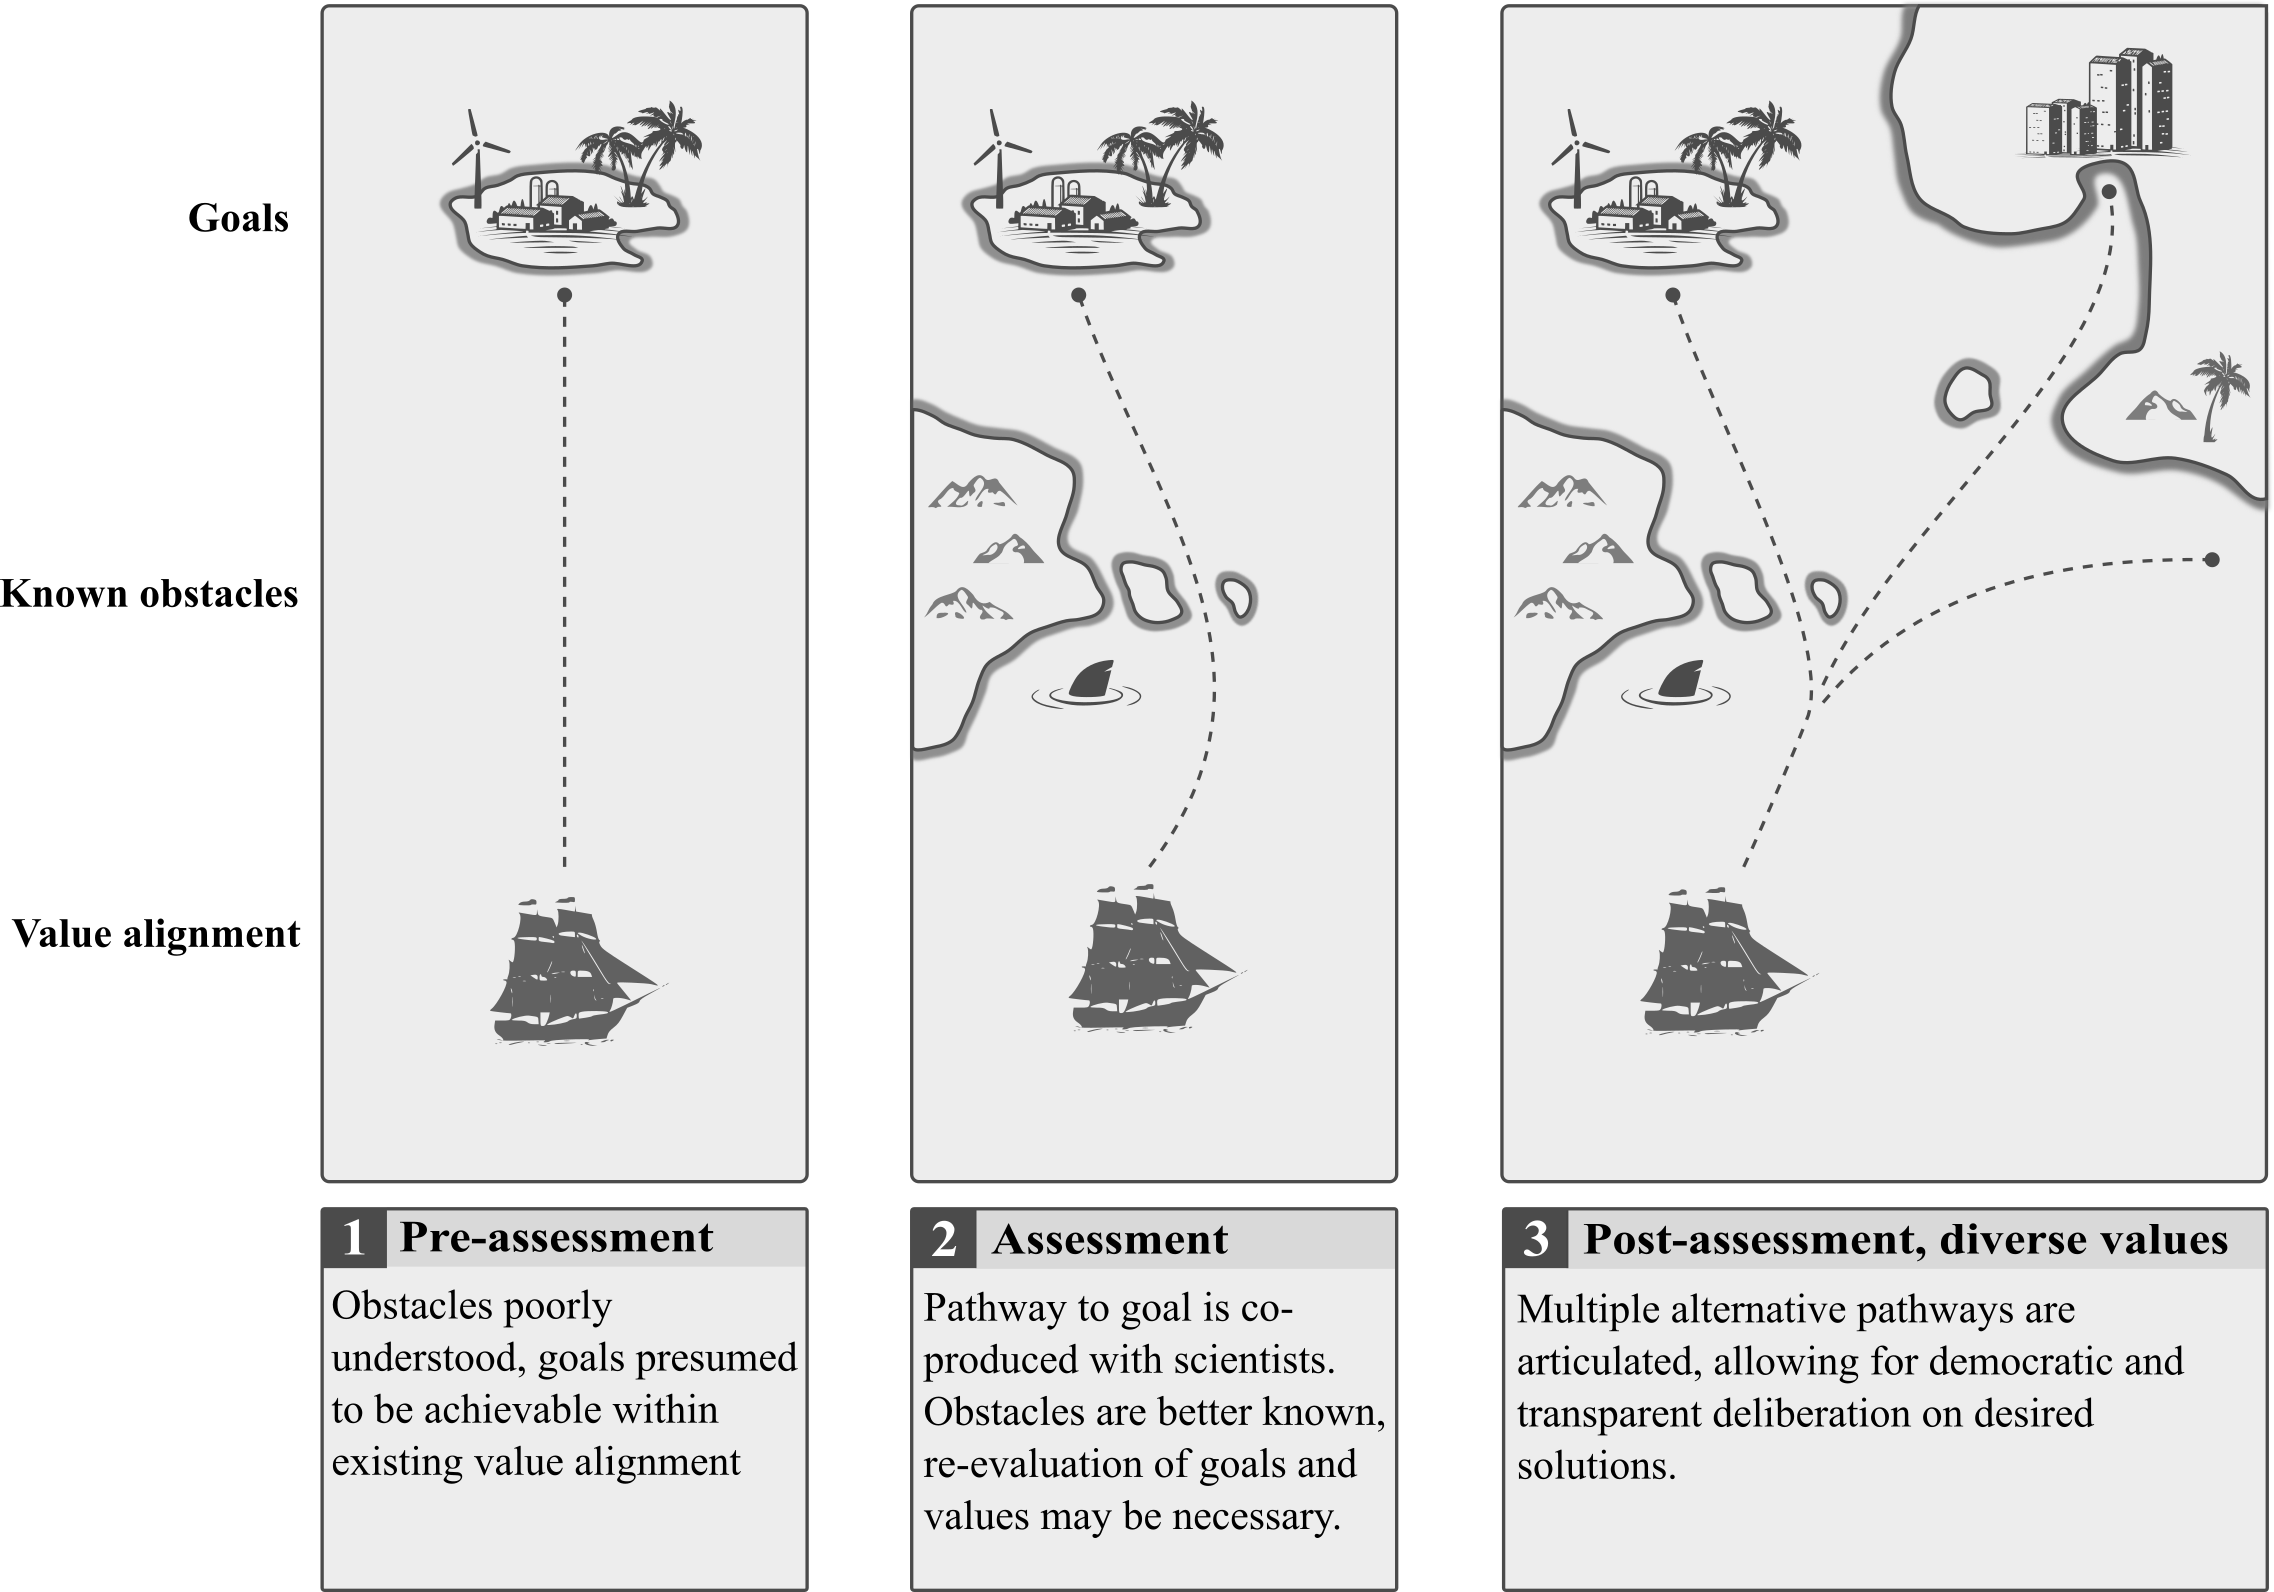 Goals
Known obstacles
Value alignment
1 Pre-assessment
Obstacles poorly
understood, goals presumed
to be achievable within
existing value alignment
2 Assessment
Pathway to goal is co-
produced with scientists.
Obstacles are better known,
re-evaluation of goals and
values may be necessary.
3 Post-assessment, diverse values
Multiple alternative pathways are
articulated, allowing for democratic and
transparent deliberation on desired
solutions.